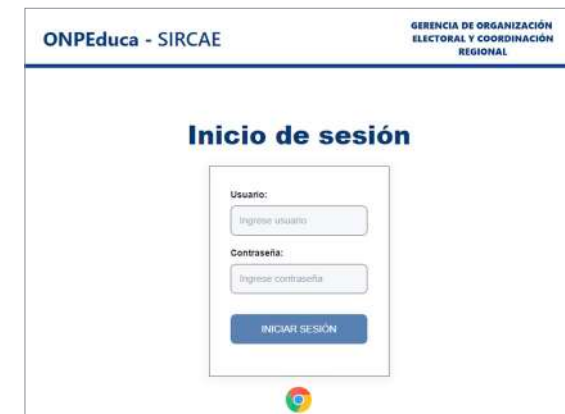 ONPEduca - SIRCAE
GERENCIA DE ORGANIZACIÓN
ELECTORAL Y COORDINACIÓN
REGIONAL
Inicio de sesión
Usuario:
Ingrese usuario
Contraseña:
Ingrese contraseña
INICIAR SESIÓN